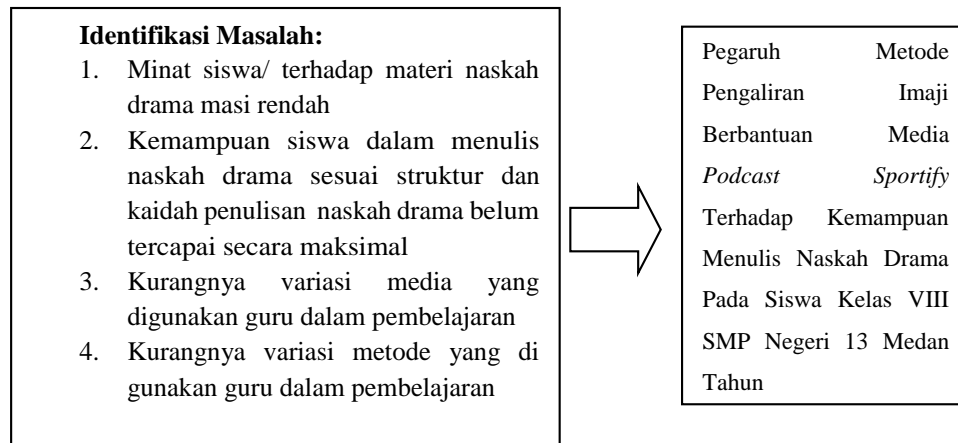 Identifikasi Masalah:
1. Minat siswa/ terhadap materi naskah
drama masi rendah
2. Kemampuan siswa dalam menulis
naskah drama sesuai struktur dan
kaidah penulisan naskah drama belum
tercapai secara maksimal
3. Kurangnya variasi media yang
digunakan guru dalam pembelajaran
4. Kurangnya variasi metode yang di
gunakan guru dalam pembelajaran
Pegaruh Metode
Pengaliran Imaji
Berbantuan Media
Podcast Sportify
Terhadap Kemampuan
Menulis Naskah Drama
Pada Siswa Kelas VIII
SMP Negeri 13 Medan
Tahun